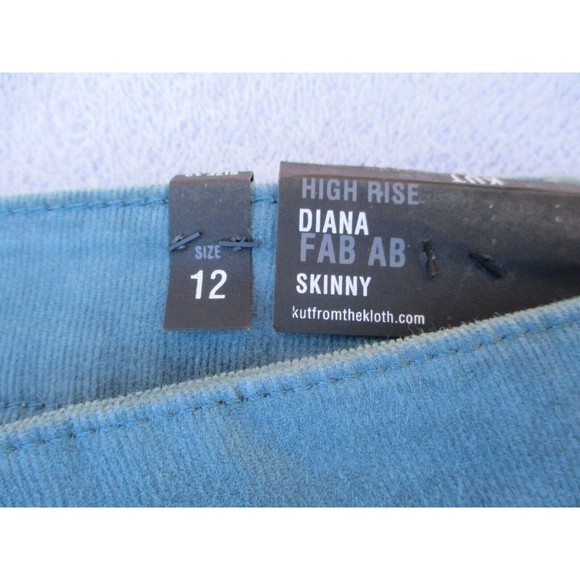 SIZE
12
HIGH RISE
DIANA
FAB AB
SKINNY
kutfromthekloth.com